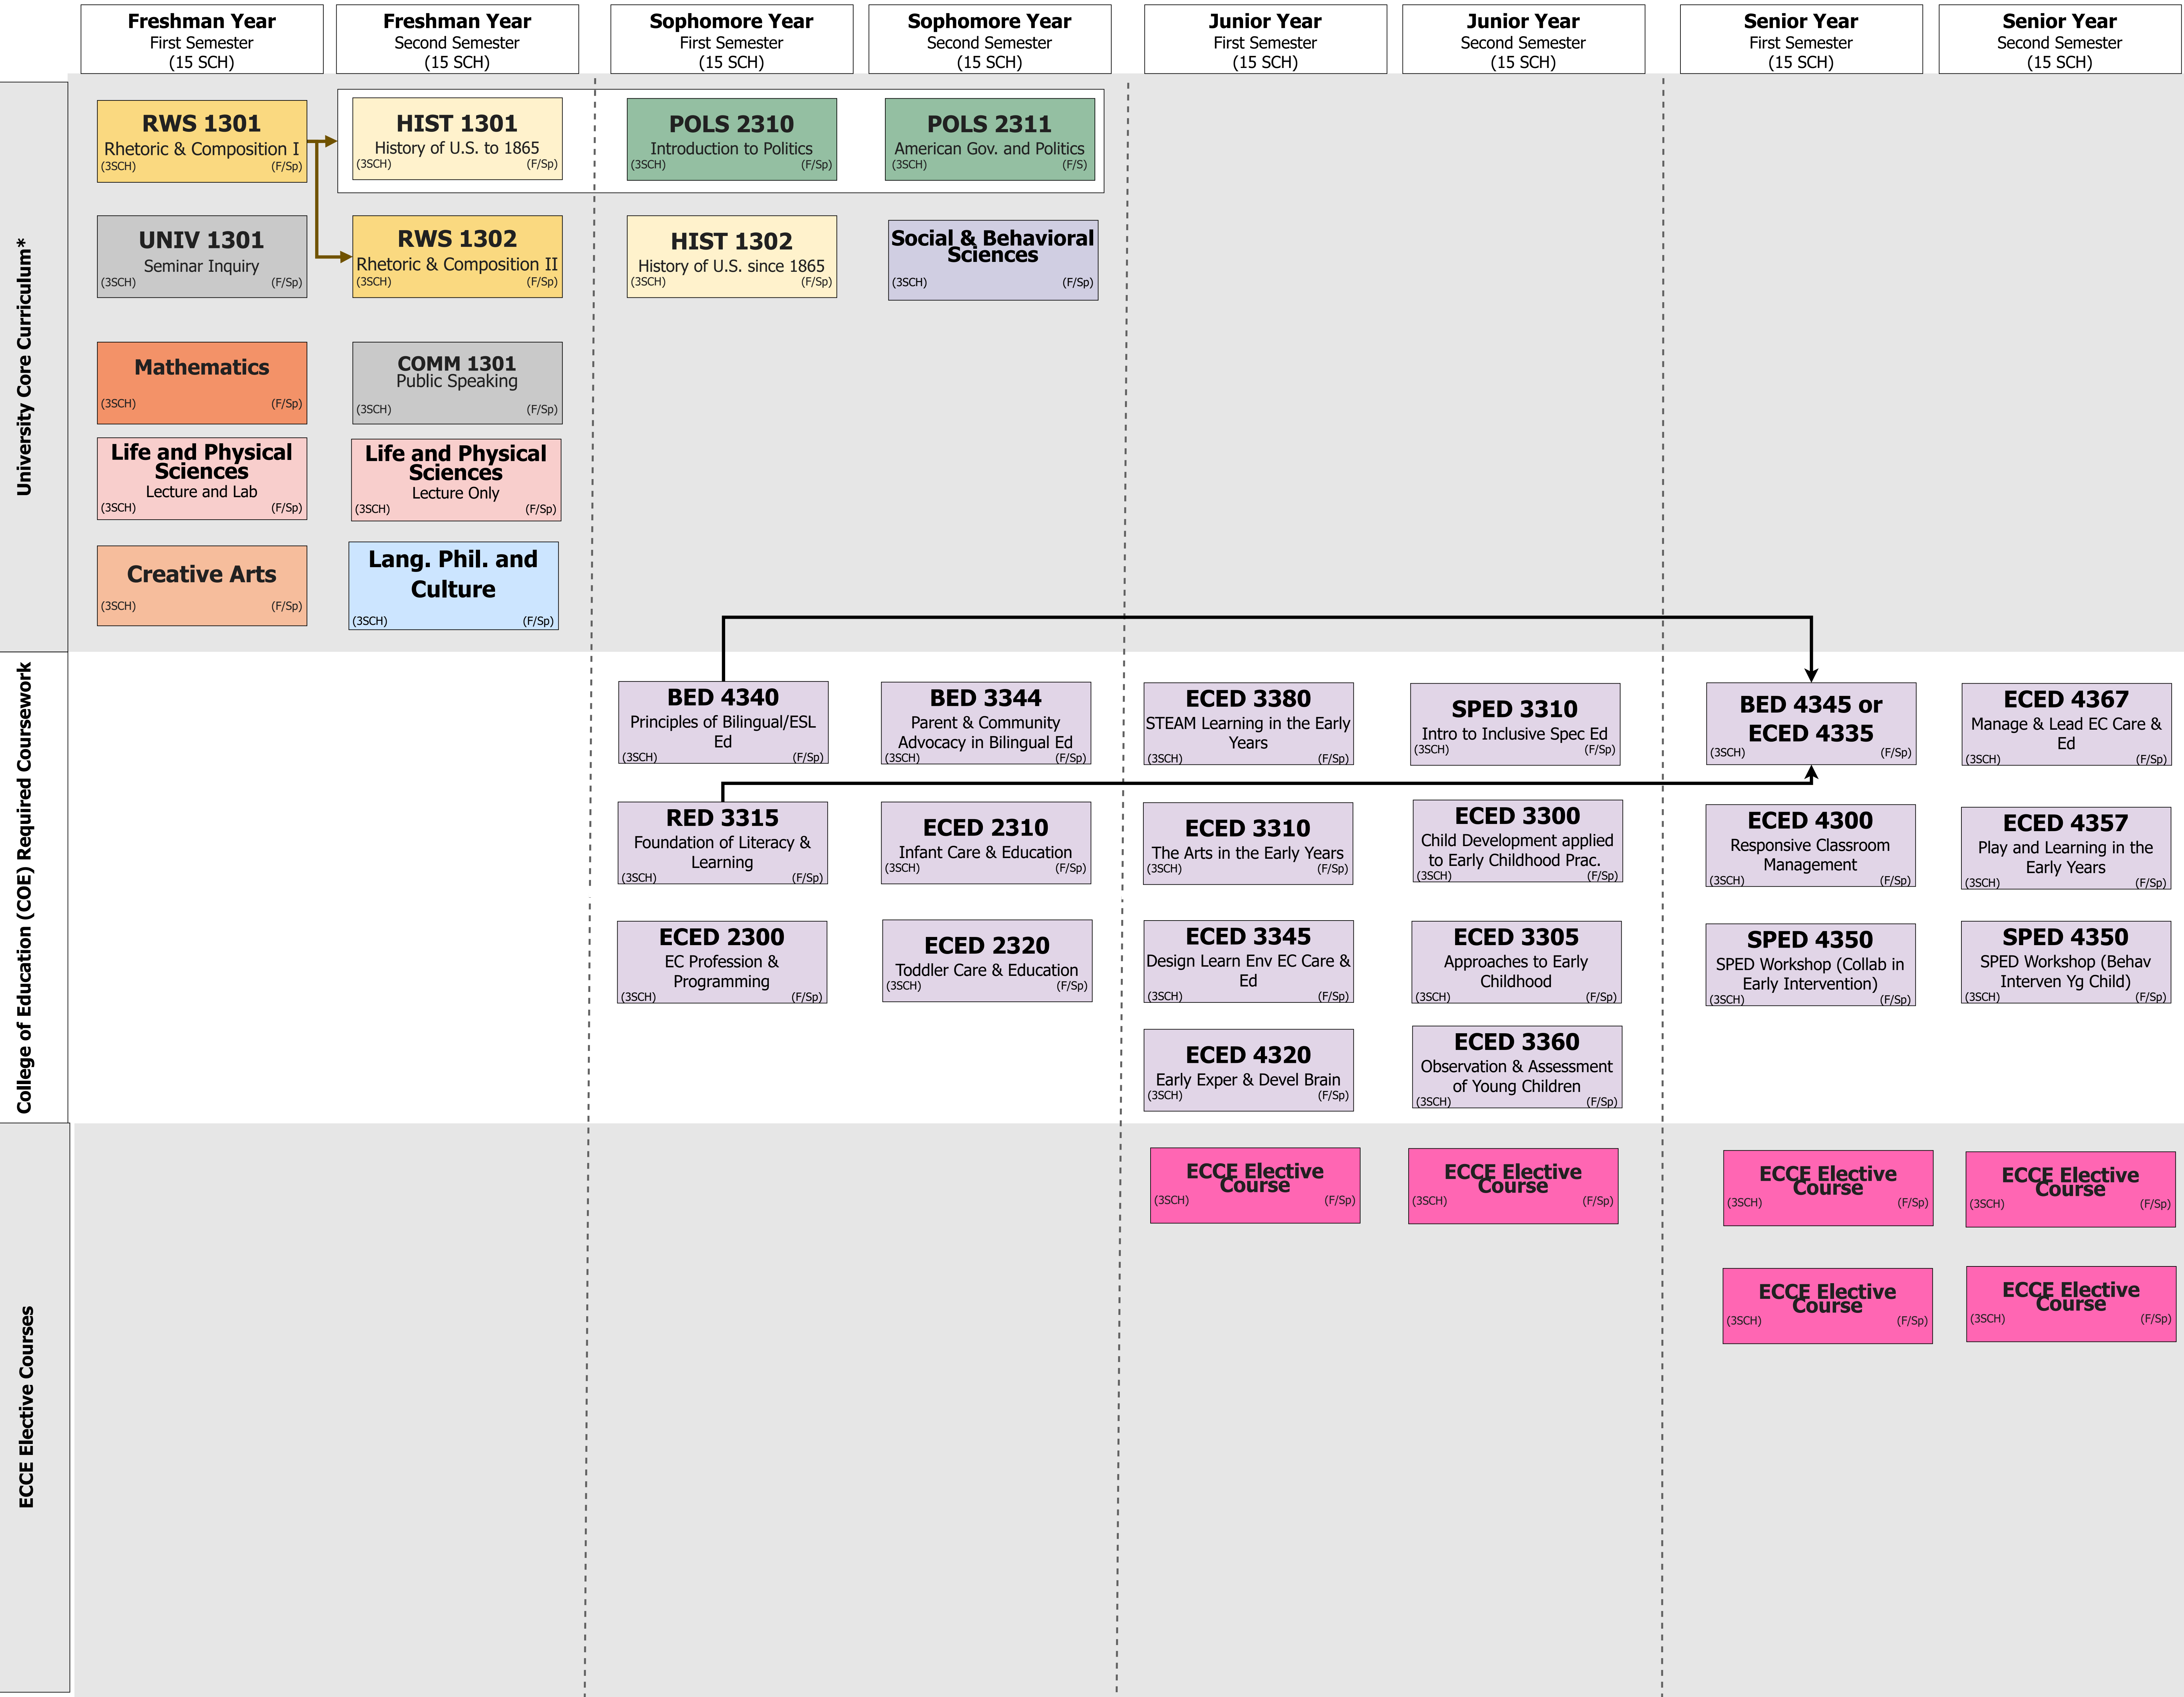 Freshman Year
First Semester
(15 SCH)
Freshman Year
Second Semester
(15 SCH)
Sophomore Year
First Semester
(15 SCH)
Sophomore Year
Second Semester
(15 SCH)
Junior Year
First Semester
(15 SCH)
Junior Year
Second Semester
(15 SCH)
Senior Year
First Semester
(15 SCH)
Senior Year
Second Semester
(15 SCH)
University Core Curriculum*
RWS 1301
Rhetoric & Composition I
(3SCH) (F/Sp)
HIST 1301
History of U.S. to 1865
(3SCH) (F/Sp)
POLS 2310
Introduction to Politics
(3SCH) (F/Sp)
POLS 2311
American Gov. and Politics
(3SCH) (F/S)
UNIV 1301
Seminar Inquiry
(3SCH) (F/Sp)
RWS 1302
Rhetoric & Composition II
(3SCH) (F/Sp)
HIST 1302
History of U.S. since 1865
(3SCH) (F/Sp)
Social & Behavioral
Sciences
(3SCH) (F/Sp)
Mathematics
(3SCH) (F/Sp)
COMM 1301
Public Speaking
(3SCH) (F/Sp)
Life and Physical
Sciences
Lecture and Lab
(3SCH) (F/Sp)
Life and Physical
Sciences
Lecture Only
(3SCH) (F/Sp)
Creative Arts
(3SCH) (F/Sp)
Lang. Phil. and
Culture
(3SCH) (F/Sp)
College of Education (COE) Required Coursework
BED 4340
Principles of Bilingual/ESL
Ed
(3SCH) (F/Sp)
BED 3344
Parent & Community
Advocacy in Bilingual Ed
(3SCH) (F/Sp)
ECED 3380
STEAM Learning in the Early
Years
(3SCH) (F/Sp)
SPED 3310
Intro to Inclusive Spec Ed
(3SCH) (F/Sp)
BED 4345 or
ECED 4335
(3SCH) (F/Sp)
ECED 4367
Manage & Lead EC Care &
Ed
(3SCH) (F/Sp)
RED 3315
Foundation of Literacy &
Learning
(3SCH) (F/Sp)
ECED 2310
Infant Care & Education
(3SCH) (F/Sp)
ECED 3310
The Arts in the Early Years
(3SCH) (F/Sp)
ECED 3300
Child Development applied
to Early Childhood Prac.
(3SCH) (F/Sp)
ECED 4300
Responsive Classroom
Management
(3SCH) (F/Sp)
ECED 4357
Play and Learning in the
Early Years
(3SCH) (F/Sp)
ECED 2300
EC Profession &
Programming
(3SCH) (F/Sp)
ECED 2320
Toddler Care & Education
(3SCH) (F/Sp)
ECED 3345
Design Learn Env EC Care &
Ed
(3SCH) (F/Sp)
ECED 3305
Approaches to Early
Childhood
(3SCH) (F/Sp)
SPED 4350
SPED Workshop (Collab in
Early Intervention)
(3SCH) (F/Sp)
SPED 4350
SPED Workshop (Behav
Interven Yg Child)
(3SCH) (F/Sp)
ECED 4320
Early Exper & Devel Brain
(3SCH) (F/Sp)
ECED 3360
Observation & Assessment
of Young Children
(3SCH) (F/Sp)
ECCE Elective Courses
ECCE Elective
Course
(3SCH) (F/Sp)
ECCE Elective
Course
(3SCH) (F/Sp)
ECCE Elective
Course
(3SCH) (F/Sp)
ECCE Elective
Course
(3SCH) (F/Sp)
ECCE Elective
Course
(3SCH) (F/Sp)
ECCE Elective
Course
(3SCH) (F/Sp)